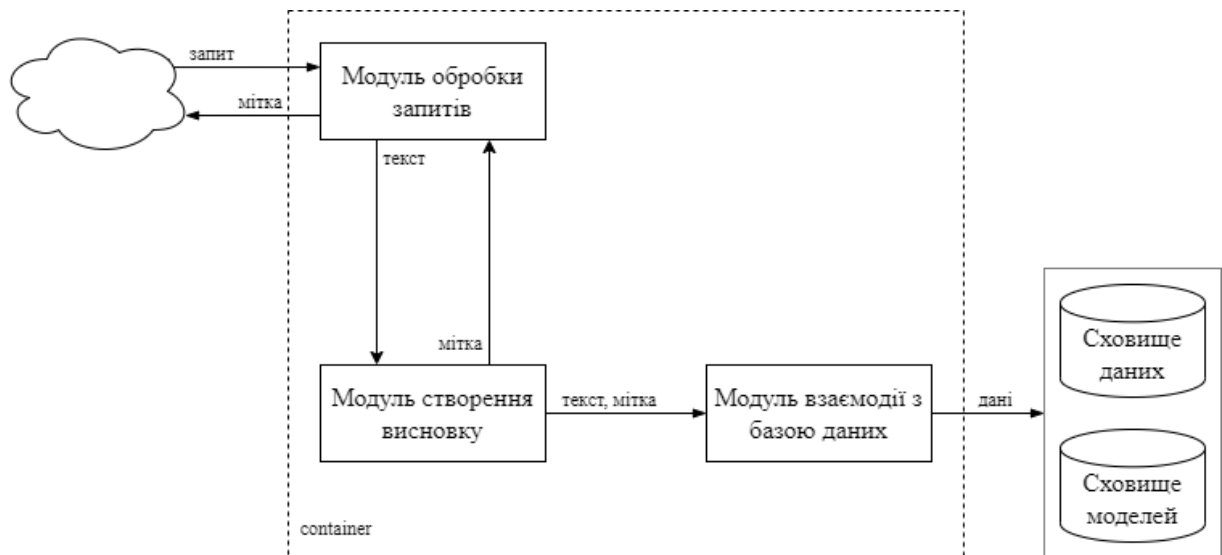 запит
Модуль обробки
запитів
мітка
текст
мітка
Модуль створення
висновку
текст, мітка
Модуль взаємодії з
базою даних
дані
Сховище
даних
Сховище
моделей
container